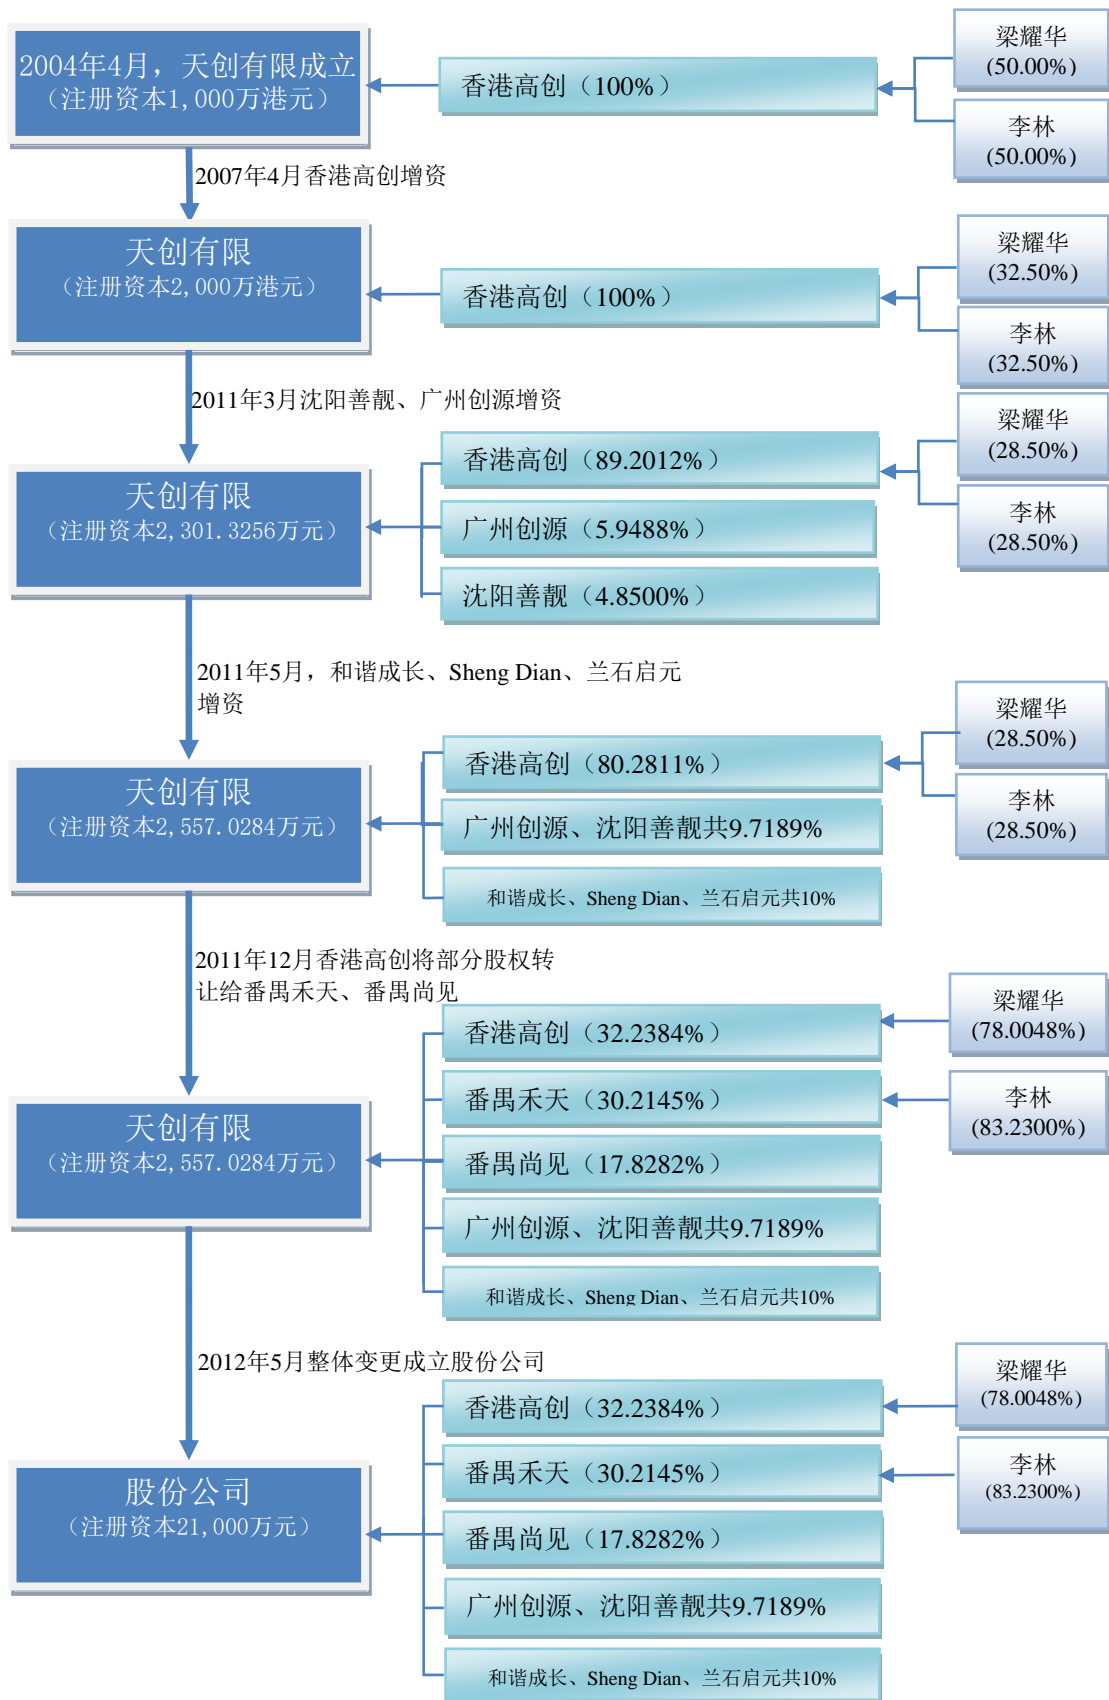 2004年4月，天创有限成立
（注册资本1,000万港元）
香港高创（100%）
梁耀华
(50.00%)
李林
(50.00%)
2007年4月香港高创增资
天创有限
（注册资本2,000万港元）
香港高创（100%）
梁耀华
(32.50%)
李林
(32.50%)
2011年3月沈阳善靓、广州创源增资
天创有限
（注册资本2,301.3256万元）
香港高创（89.2012%）
广州创源（5.9488%）
沈阳善靓（4.8500%）
梁耀华
(28.50%)
李林
(28.50%)
2011年5月，和谐成长、Sheng Dian、兰石启元
增资
天创有限
（注册资本2,557.0284万元）
香港高创（80.2811%）
广州创源、沈阳善靓共9.7189%
和谐成长、Sheng Dian、兰石启元共10%
梁耀华
(28.50%)
李林
(28.50%)
2011年12月香港高创将部分股权转
让给番禺禾天、番禺尚见
天创有限
（注册资本2,557.0284万元）
香港高创（32.2384%）
番禺禾天（30.2145%）
番禺尚见（17.8282%）
广州创源、沈阳善靓共9.7189%
和谐成长、Sheng Dian、兰石启元共10%
梁耀华
(78.0048%)
李林
(83.2300%)
2012年5月整体变更成立股份公司
股份公司
（注册资本21,000万元）
香港高创（32.2384%）
番禺禾天（30.2145%）
番禺尚见（17.8282%）
广州创源、沈阳善靓共9.7189%
和谐成长、Sheng Dian、兰石启元共10%
梁耀华
(78.0048%)
李林
(83.2300%)